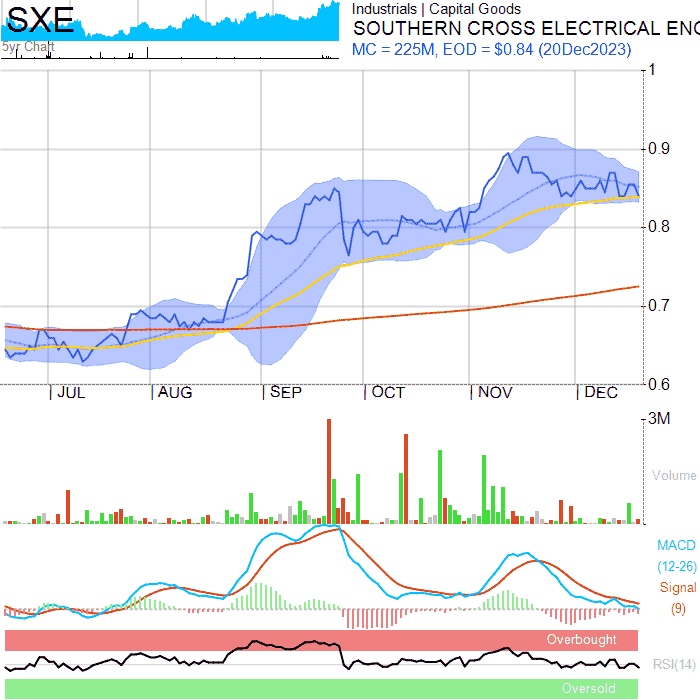 SXE
5yr Chart
Industrials | Capital Goods
SOUTHERN CROSS ELECTRICAL ENG
MC = 225M, EOD = $0.84 (20Dec2023)
1
0.9
0.8
0.7
0.6
JUL AUG SEP OCT NOV DEC
3M
Volume
MACD
(12-26)
Signal
(9)
Overbought
RSI(14)
Oversold